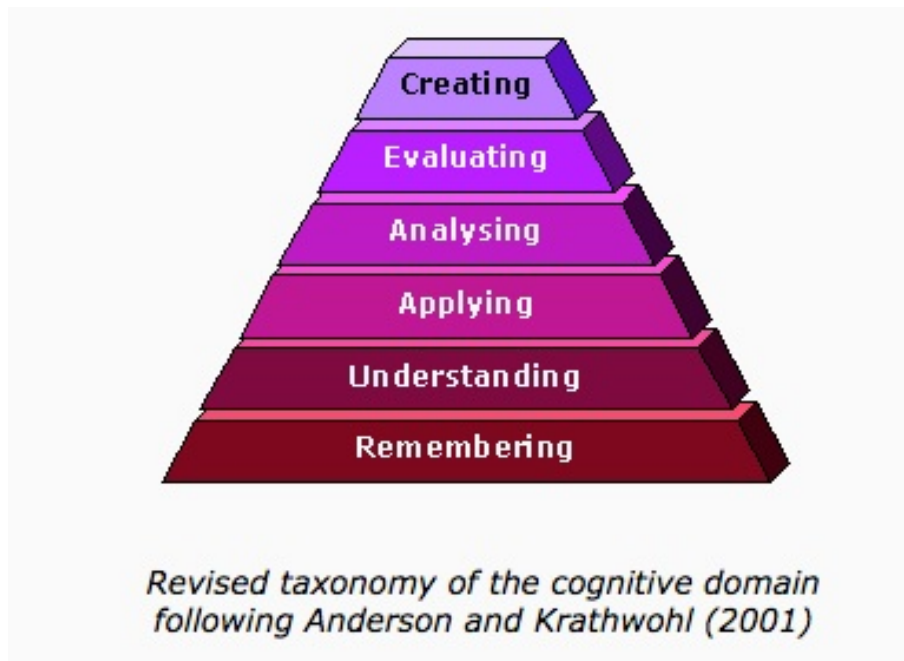 Creating
Evaluating
Analysing
Applying
Understanding
Remembering
Revised taxonomy of the cognitive domain
following Anderson and Krathwohl (2001)